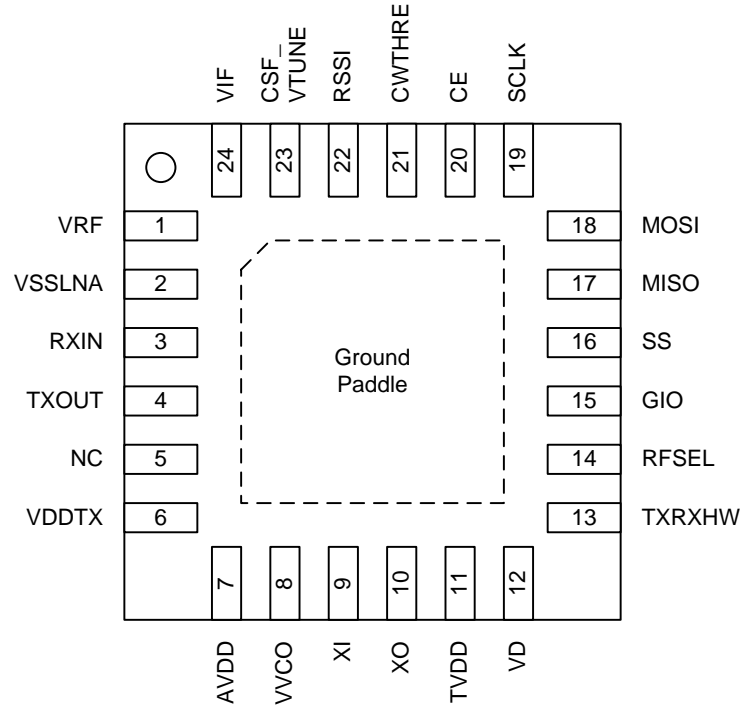 VIF
CSF_
VTUNE
RSSI
CWTHRE
CE
SCLK
24
23
22
21
20
19
VRF 1
18 MOSI
VSSLNA 2
17 MISO
RXIN 3
16 SS
Ground
Paddle
TXOUT 4
15 GIO
NC 5
14 RFSEL
VDDTX 6
13 TXRXHW
7
8
9
10
11
12
AVDD
VVCO
XI
XO
TVDD
VD